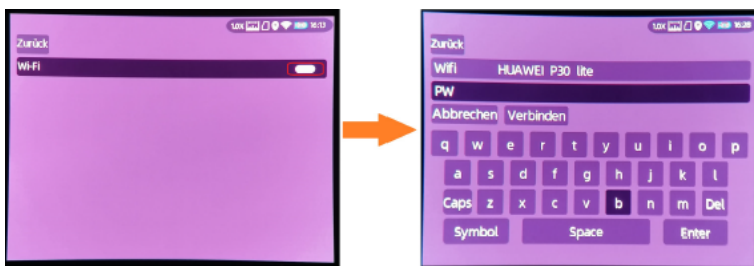 1.0X 16:13
Zurück
Wi-Fi
1.0X 16:28
Zurück
Wifi HUAWEI P30 lite
PW
Abbrechen Verbinden
q w e r t y u i o p
a s d f g h j k l
Caps z x c v b n m Del
Symbol Space Enter